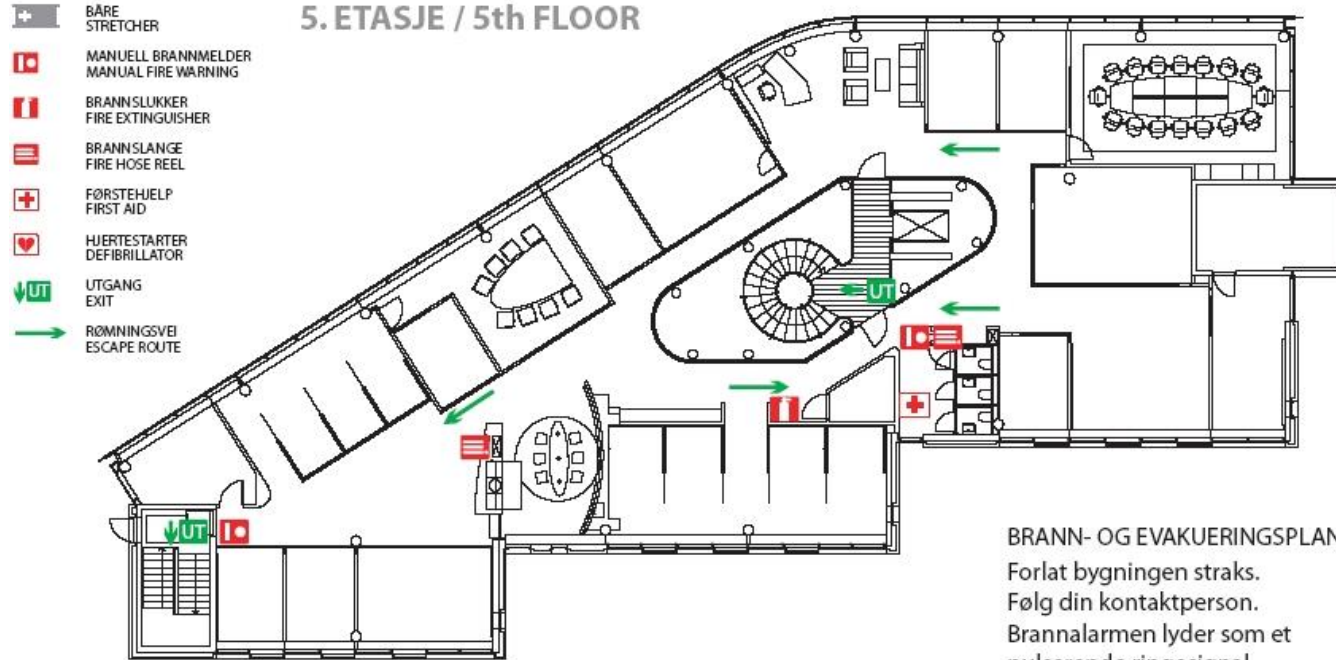 5. ETASJE / 5th FLOOR
BÅRE
STRETCHER
MANUELL BRANNMELDER
MANUAL FIRE WARNING
BRANNSLUKKER
FIRE EXTINGUISHER
BRANNSLANGE
FIRE HOSE REEL
FØRSTEHJELP
FIRST AID
HJERTESTARTER
DEFIBRILLATOR
UT
UTGANG
EXIT
RØMNINGSVEI
ESCAPE ROUTE
UT
UT
BRANN- OG EVAKUERINGSPLAN
Forlat bygningen straks.
Følg din kontaktperson.
Brannalarmen lyder som et